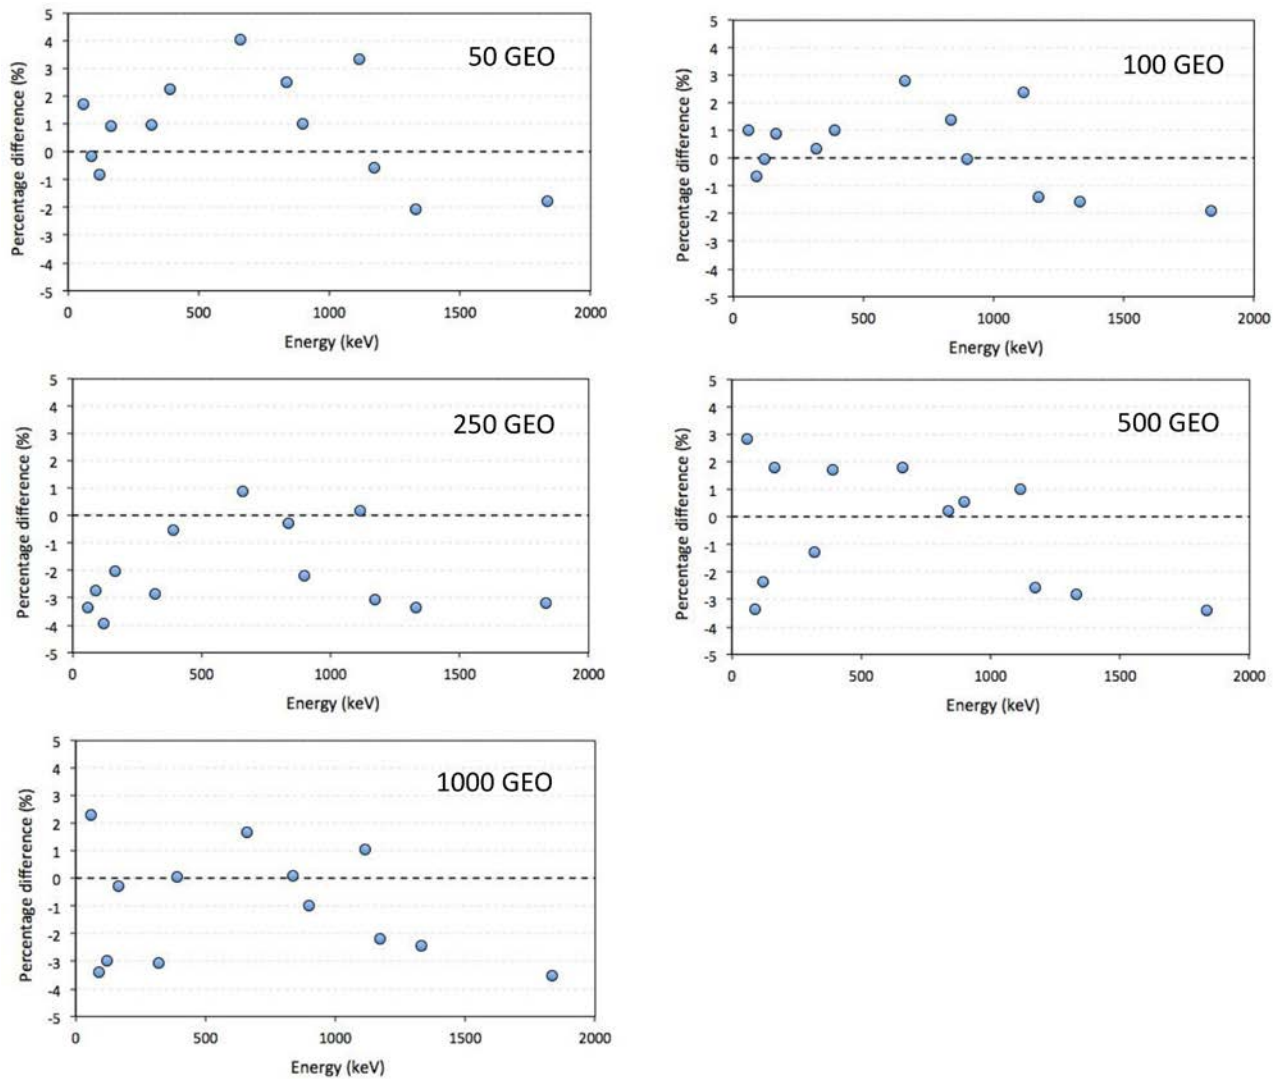 5
4
3
2
1
0
-1
-2
-3
-4
-5
Percentage difference (%)
50 GEO
0 500 1000 1500 2000
Energy (keV)
5
4
3
2
1
0
-1
-2
-3
-4
-5
Percentage difference (%)
100 GEO
0 500 1000 1500 2000
Energy (keV)
5
4
3
2
1
0
-1
-2
-3
-4
-5
Percentage difference (%)
250 GEO
0 500 1000 1500 2000
Energy (keV)
5
4
3
2
1
0
-1
-2
-3
-4
-5
Percentage difference (%)
500 GEO
0 500 1000 1500 2000
Energy (keV)
5
4
3
2
1
0
-1
-2
-3
-4
-5
Percentage difference (%)
1000 GEO
0 500 1000 1500 2000
Energy (keV)